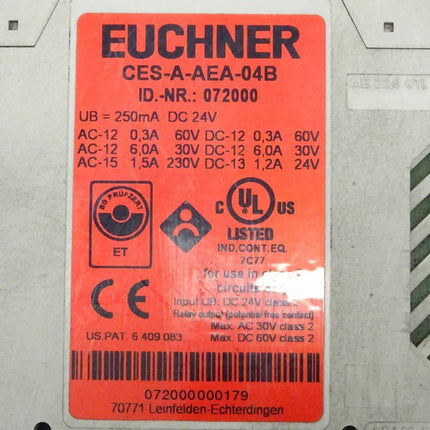 EUCHNER
CES-A-AEA-04B
ID.-NR.: 072000
UB = 250mA DC 24V
AC-12 0,3A 60V DC-12 0,3A 60V
AC-12 6,0A 30V DC-12 6,0A 30V
AC-15 1,5A 230V DC-13 1,2A 24V
BG PRÜFZERT
ET
C UL US
LISTED
IND.CONT.EQ.
7C77
for use in
circuits
CE
Input UB: DC 24V class
Relay output (potential free contact)
Max. AC 30V class 2
Max. DC 60V class 2
US.PAT. 6 409 083
072000000179
70771 Leinfelden-Echterdingen